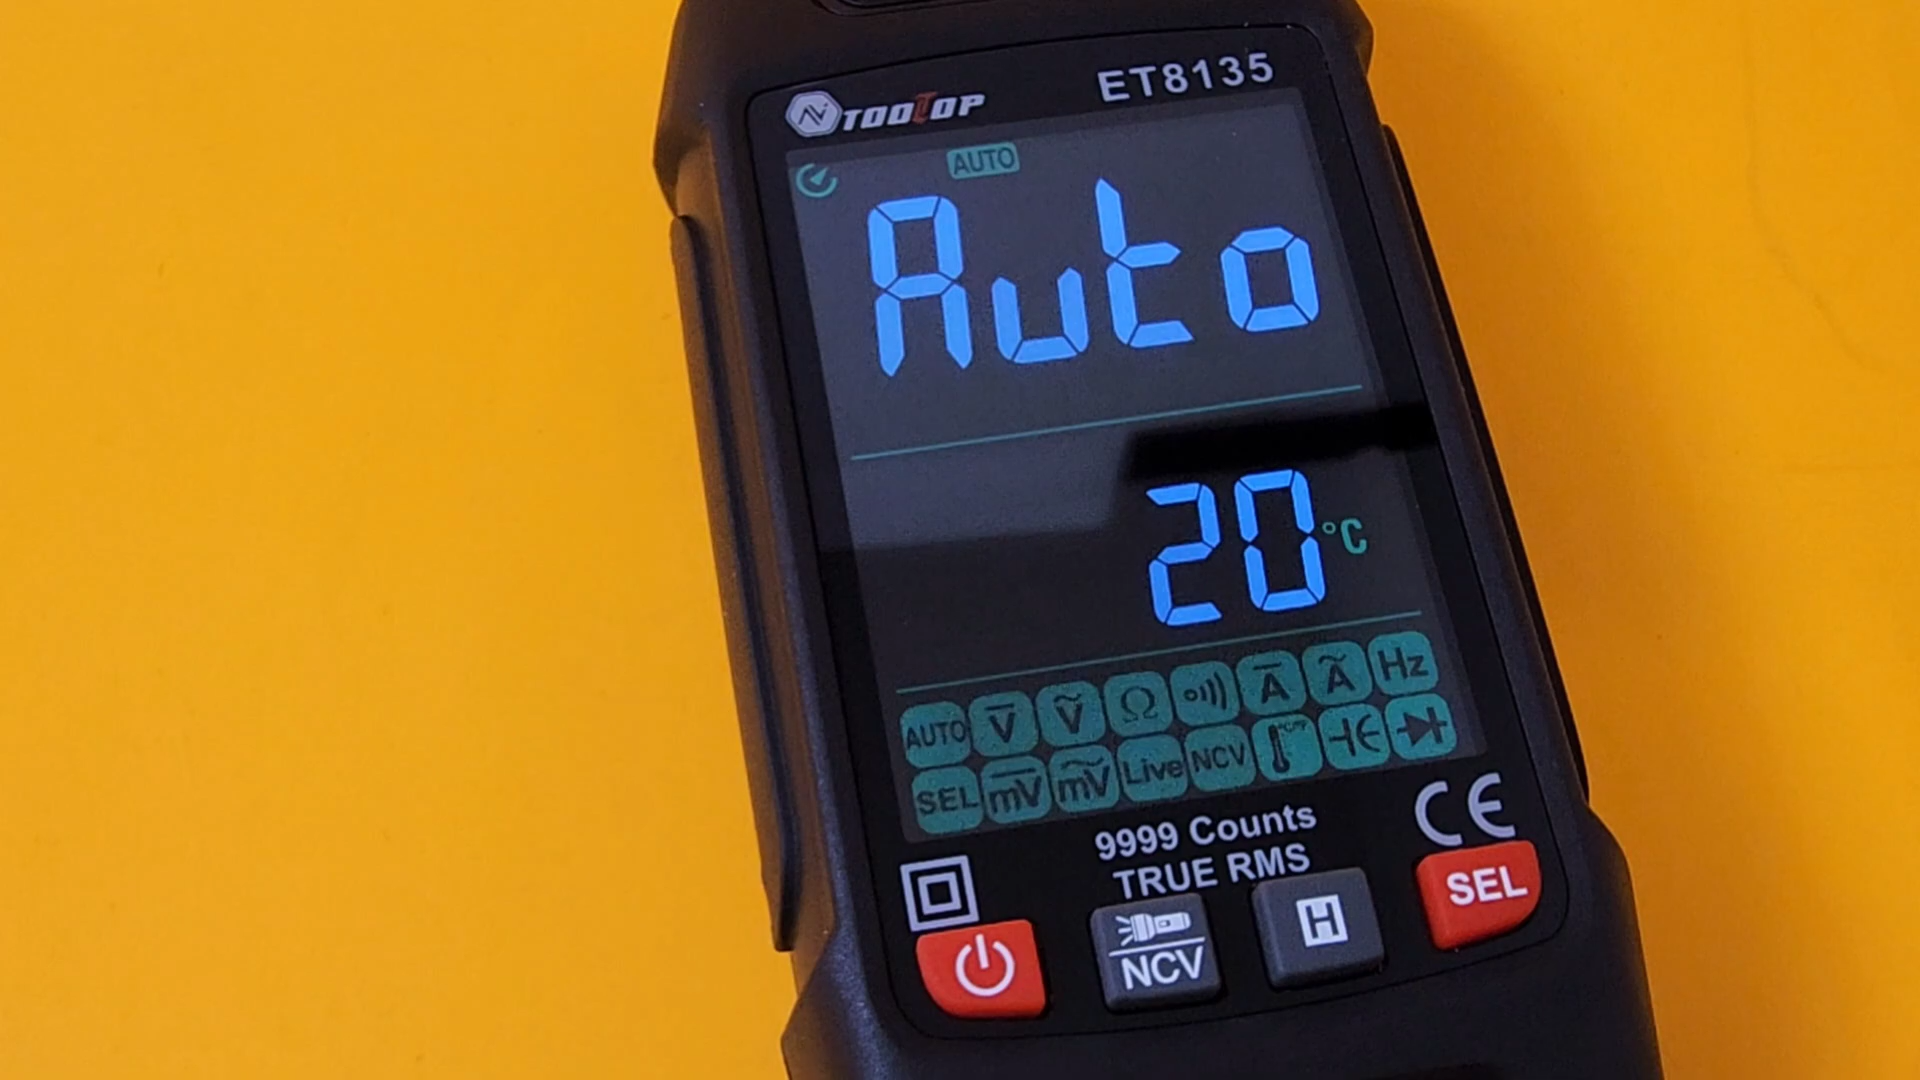 TOOLTOP ET8135
AUTO
Auto
20°C
AUTO V V Ω A A Hz
SEL mV mV Live NCV °C/°F
9999 Counts
TRUE RMS
CE
NCV H SEL